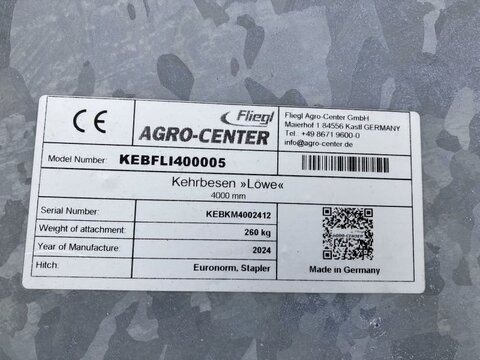 CE
Fliegl
AGRO-CENTER
Fliegl Agro-Center GmbH
Maierhof 1 84556 Kastl GERMANY
Tel.. +49 8671 9600-0
info@agro-center.de
Model Number: KEBFLI400005
Kehrbesen »Löwe«
4000 mm
Serial Number: KEBKM4002412
Weight of attachment: 260 kg
Year of Manufacture: 2024
Hitch. Euronorm, Stapler
AGRO-CENTER
Made in Germany